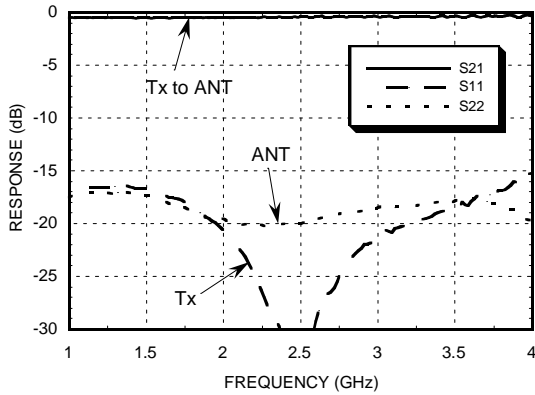 0
-5
-10
-15
-20
-25
-30
RESPONSE (dB)
Tx to ANT
S21
S11
S22
ANT
Tx
1 1.5 2 2.5 3 3.5 4
FREQUENCY (GHz)